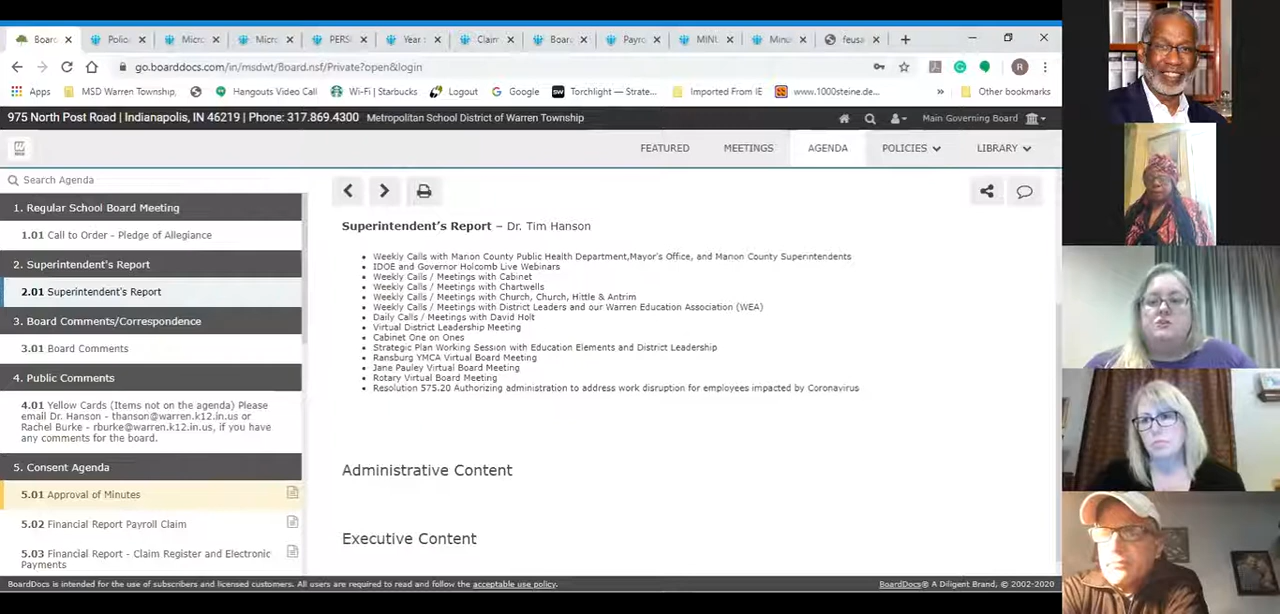 Board
Polic
Micr
Micr
PERS
Year
Clain
Boar
Payro
MINU
Minu
feusa
go.boarddocs.com/in/msdwt/Board.nsf/Private?open&login
R
Apps
MSD Warren Township,
Hangouts Video Call
Wi-Fi | Starbucks
Logust
Google
SW Torchlight — Strate...
Imported From IE
www.1000steine.de...
»
Other bookmarks
975 North Post Road | Indianapolis, IN 46219 | Phone: 317.869.4300 Metropolitan School District of Warren Township
Main Governing Board
FEATURED
MEETINGS
AGENDA
POLICIES
LIBRARY
Search Agenda
1. Regular School Board Meeting
1.01 Call to Order - Pledge of Allegiance
2. Superintendent's Report
2.01 Superintendent's Report
3. Board Comments/Correspondence
3.01 Board Comments
4. Public Comments
4.01 Yellow Cards (Items not on the agenda) Please
email Dr. Hanson - thanson@warren.k12.in.us or
Rachel Burke - rburke@warren.k12.in.us, if you have
any comments for the board.
5. Consent Agenda
5.01 Approval of Minutes
5.02 Financial Report Payroll Claim
5.03 Financial Report - Claim Register and Electronic
Payments
Superintendent's Report – Dr. Tim Hanson
• Weekly Calls with Marion County Public Health Department,Mayor's Office, and Marion County Superintendents
• IDOE and Governor Holcomb Live Webinars
• Weekly Calls / Meetings with Cabinet
• Weekly Calls / Meetings with Chartwells
• Weekly Calls / Meetings with Church, Church, Hittle & Antrim
• Weekly Calls / Meetings with District Leaders and our Warren Education Association (WEA)
• Daily Calls / Meetings with David Holt
• Virtual District Leadership Meeting
• Cabinet One on Ones
• Strategic Plan Working Session with Education Elements and District Leadership
• Ransburg YMCA Virtual Board Meeting
• Jane Pauley Virtual Board Meeting
• Rotary Virtual Board Meeting
• Resolution 575.20 Authorizing administration to address work disruption for employees impacted by Coronavirus
Administrative Content
Executive Content
BoardDocs is intended for the use of subscribers and licensed customers. All users are required to read and follow the acceptable use policy.
BoardDocs® A Diligent Brand, © 2002-2020